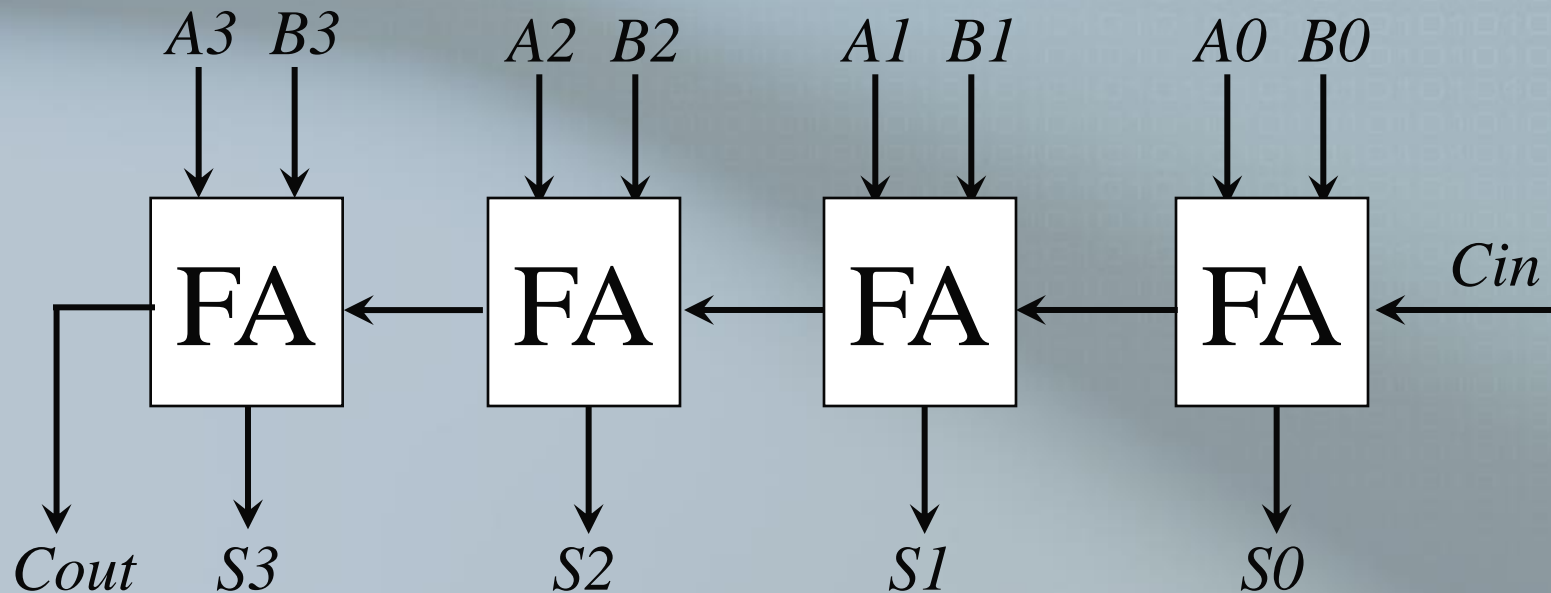 A3 B3 A2 B2 A1 B1 A0 B0
Cin
FA FA FA FA
Cout S3 S2 S1 S0